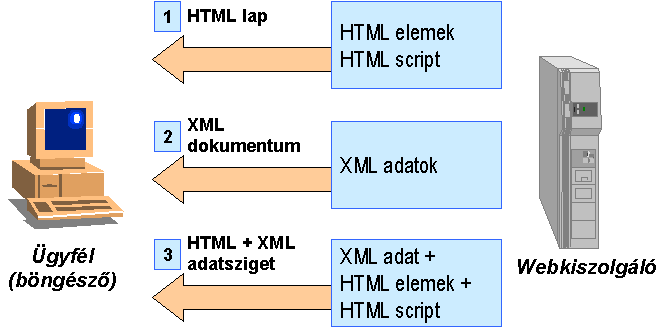 1 HTML lap
HTML elemek
HTML script
2 XML
dokumentum
XML adatok
3 HTML + XML
adatsziget
XML adat +
HTML elemek +
HTML script
Ügyfél
(böngésző)
Webkiszolgáló